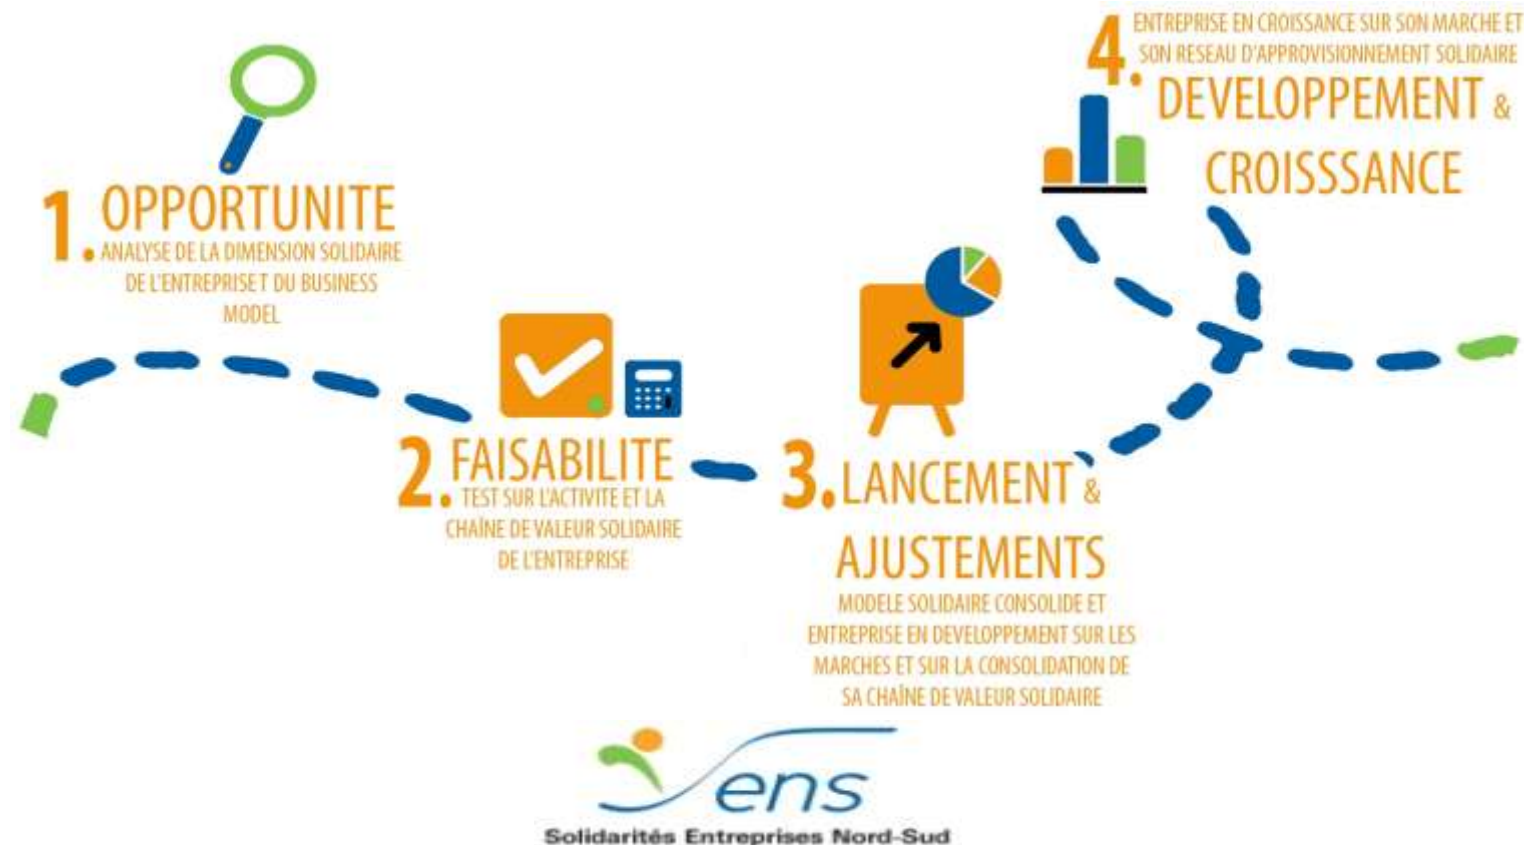 1. OPPORTUNITE
ANALYSE DE LA DIMENSION SOLIDAIRE
DE L'ENTREPRISE T DU BUSINESS
MODEL
2. FAISABILITE
TEST SUR L'ACTIVITE ET LA
CHAÎNE DE VALEUR SOLIDAIRE
DE L'ENTREPRISE
3. LANCEMENT &
AJUSTEMENTS
MODELE SOLIDAIRE CONSOLIDE ET
ENTREPRISE EN DEVELOPPEMENT SUR LES
MARCHES ET SUR LA CONSOLIDATION DE
SA CHAÎNE DE VALEUR SOLIDAIRE
4. ENTREPRISE EN CROISSANCE SUR SON MARCHE ET
SON RESEAU D'APPROVISIONNEMENT SOLIDAIRE
DEVELOPPEMENT &
CROISSSANCE
Sens
Solidarités Entreprises Nord-Sud